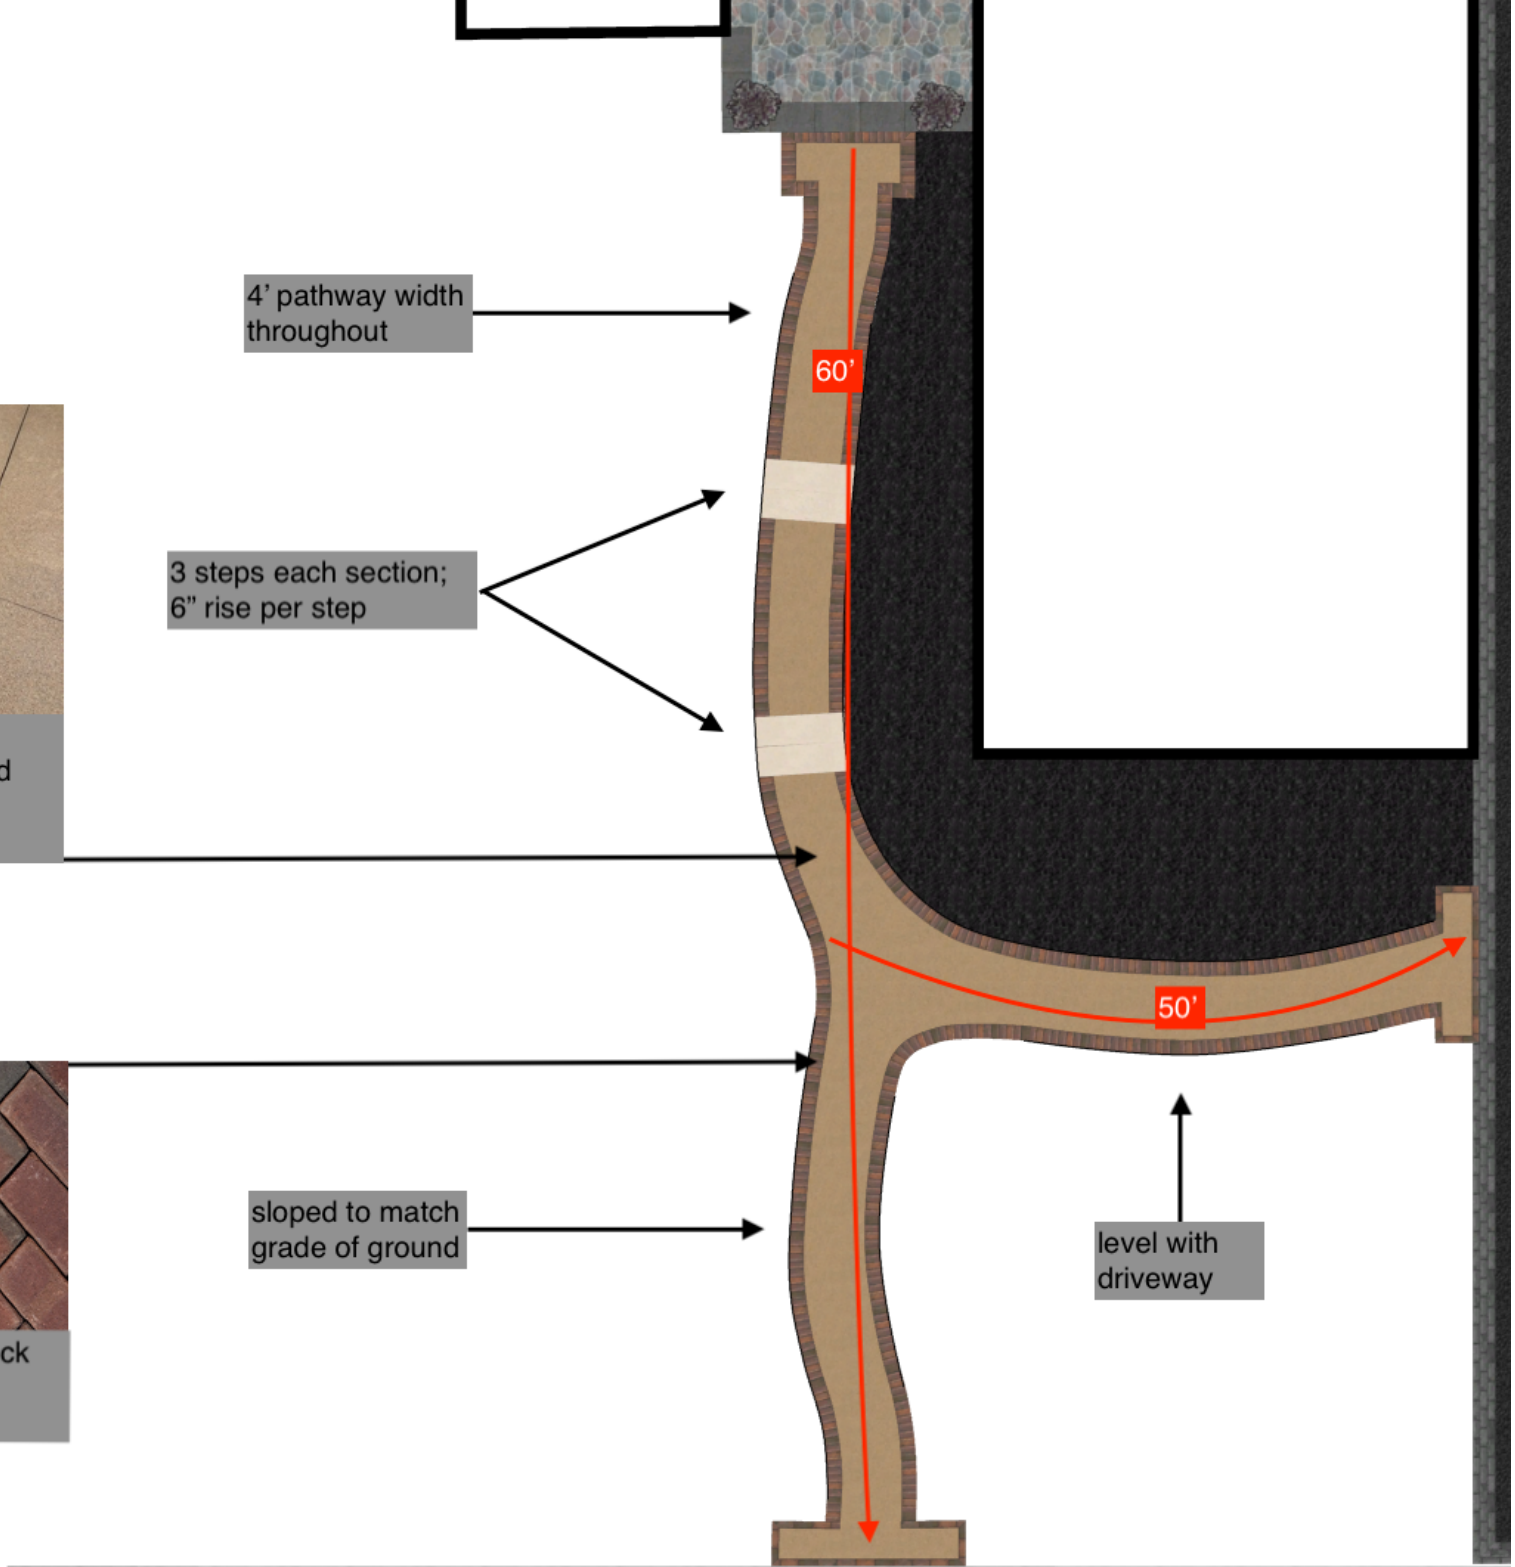 4’ pathway width
throughout
60’
3 steps each section;
6” rise per step
d
50’
sloped to match
grade of ground
level with
driveway
ck